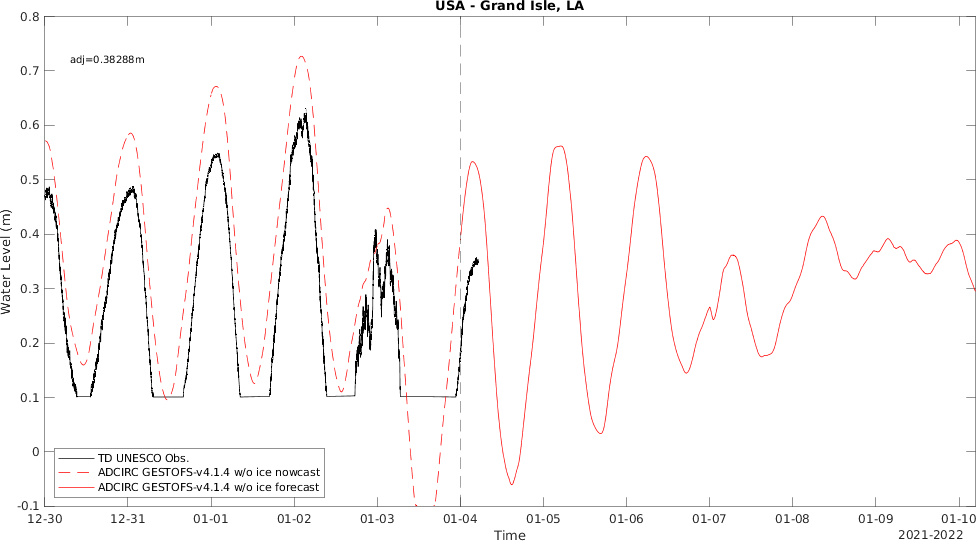 USA - Grand Isle, LA
0.8
adj=0.38288m
0.7
0.6
0.5
0.4
0.3
0.2
0.1
0
-0.1
Water Level (m)
TD UNESCO Obs.
ADCIRC GESTOFS-v4.1.4 w/o ice nowcast
ADCIRC GESTOFS-v4.1.4 w/o ice forecast
12-30 12-31 01-01 01-02 01-03 01-04 01-05 01-06 01-07 01-08 01-09 01-10
Time
2021-2022